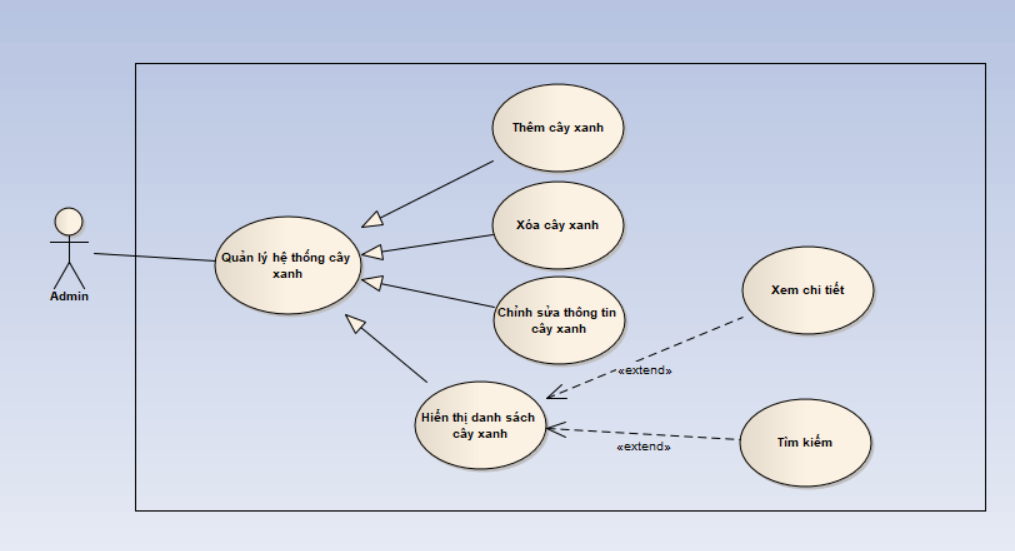 Thêm cây xanh
Xóa cây xanh
Quản lý hệ thống cây
xanh
Admin
Chỉnh sửa thông tin
cây xanh
Xem chi tiết
«extend»
Hiển thị danh sách
cây xanh
«extend»
Tìm kiếm